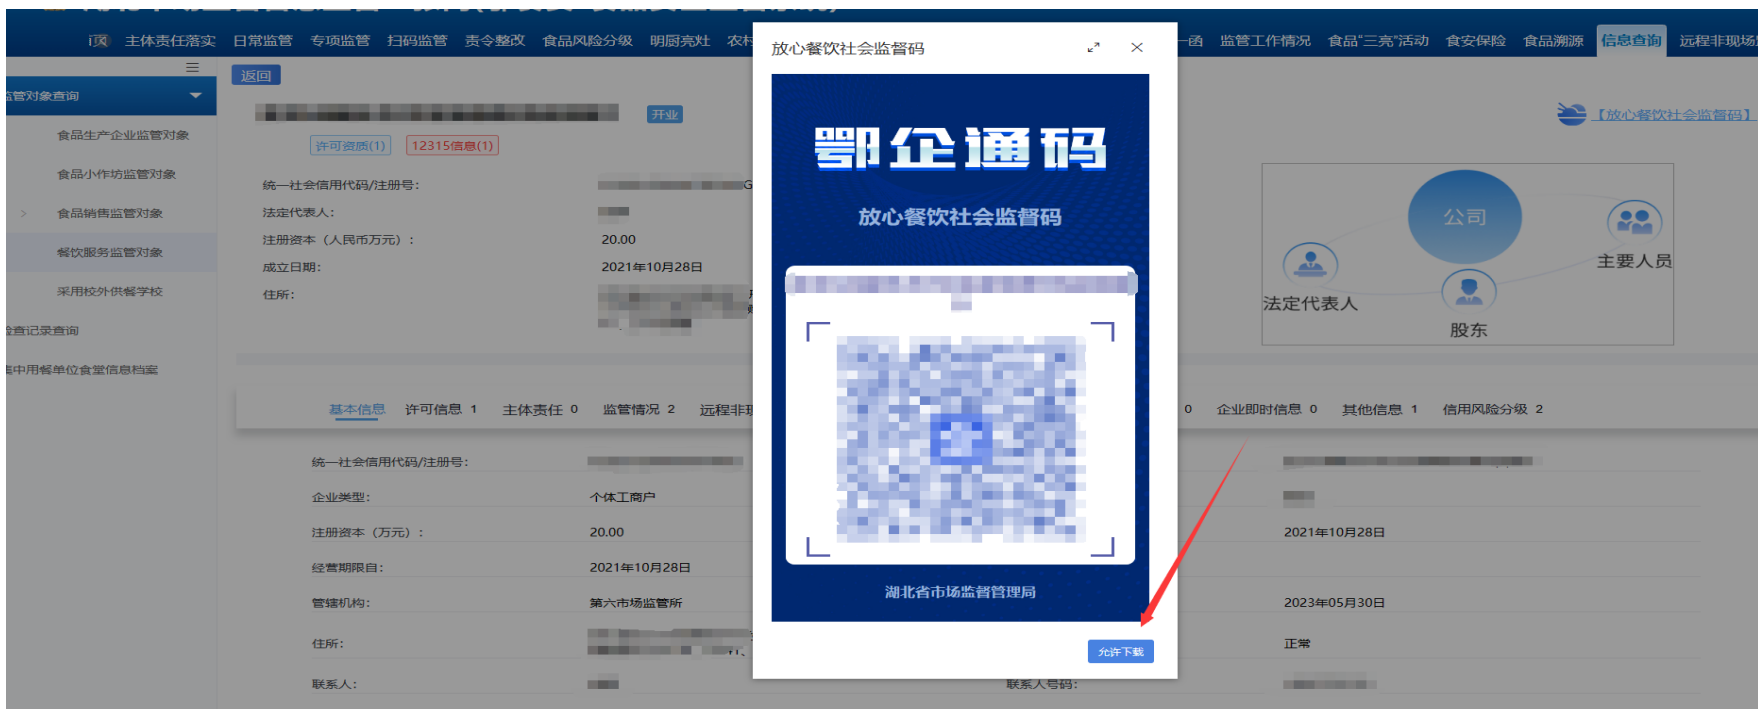 主体责任落实 日常监管 专项监管 扫码监管 责令整改 食品风险分级 明厨亮灶 农村
一函 监管工作情况 食品“三亮”活动 食安保险 食品溯源 信息查询 远程非现场
监管对象查询
食品生产企业监管对象
食品小作坊监管对象
食品销售监管对象
餐饮服务监管对象
采用校外供餐学校
检查记录查询
集中用餐单位食堂信息档案
返回
开业
许可资质(1) 12315信息(1)
【放心餐饮社会监督码】
统一社会信用代码/注册号： G
法定代表人：
注册资本（人民币万元）： 20.00
成立日期： 2021年10月28日
住所：
公司
主要人员
法定代表人
股东
基本信息 许可信息 1 主体责任 0 监管情况 2 远程非现
0 企业即时信息 0 其他信息 1 信用风险分级 2
统一社会信用代码/注册号：
企业类型： 个体工商户
注册资本（万元）： 20.00
2021年10月28日
经营期限自： 2021年10月28日
管辖机构： 第六市场监管所
2023年05月30日
住所：
正常
联系人：
联系人号码：
放心餐饮社会监督码
鄂企通码
放心餐饮社会监督码
湖北省市场监督管理局
允许下载